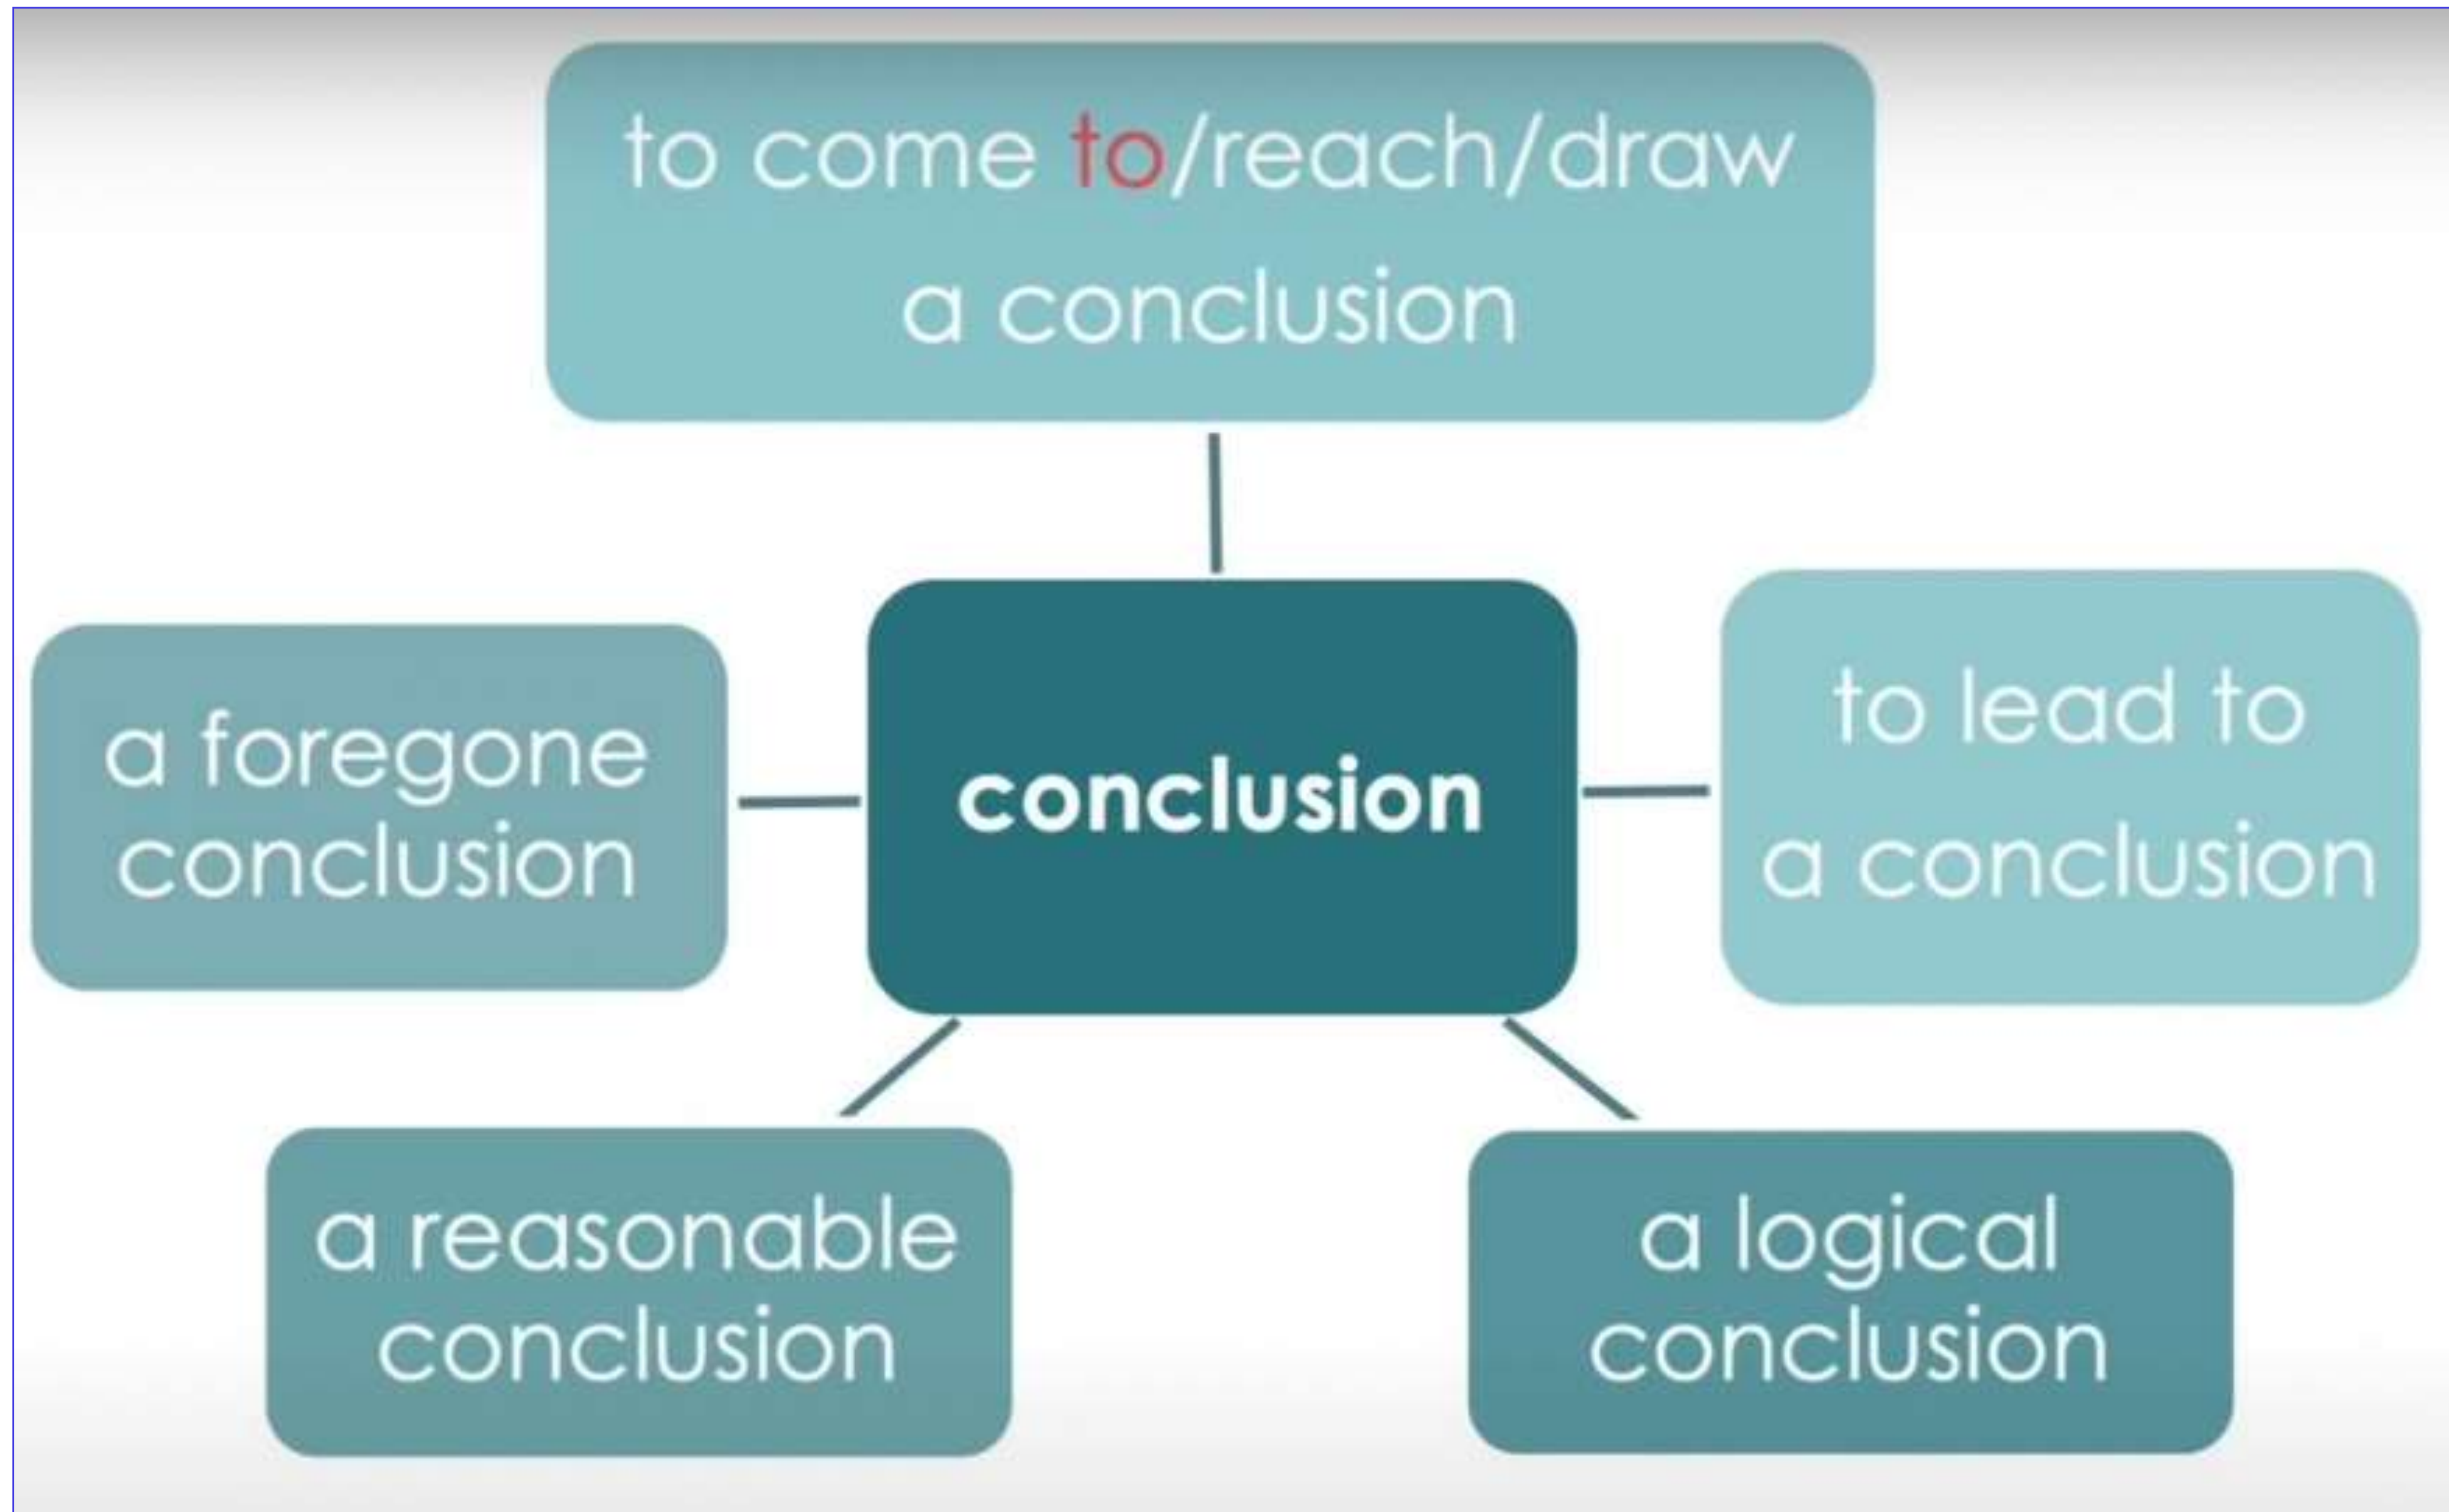 to come to/reach/draw
a conclusion
a foregone
conclusion
conclusion
to lead to
a conclusion
a reasonable
conclusion
a logical
conclusion